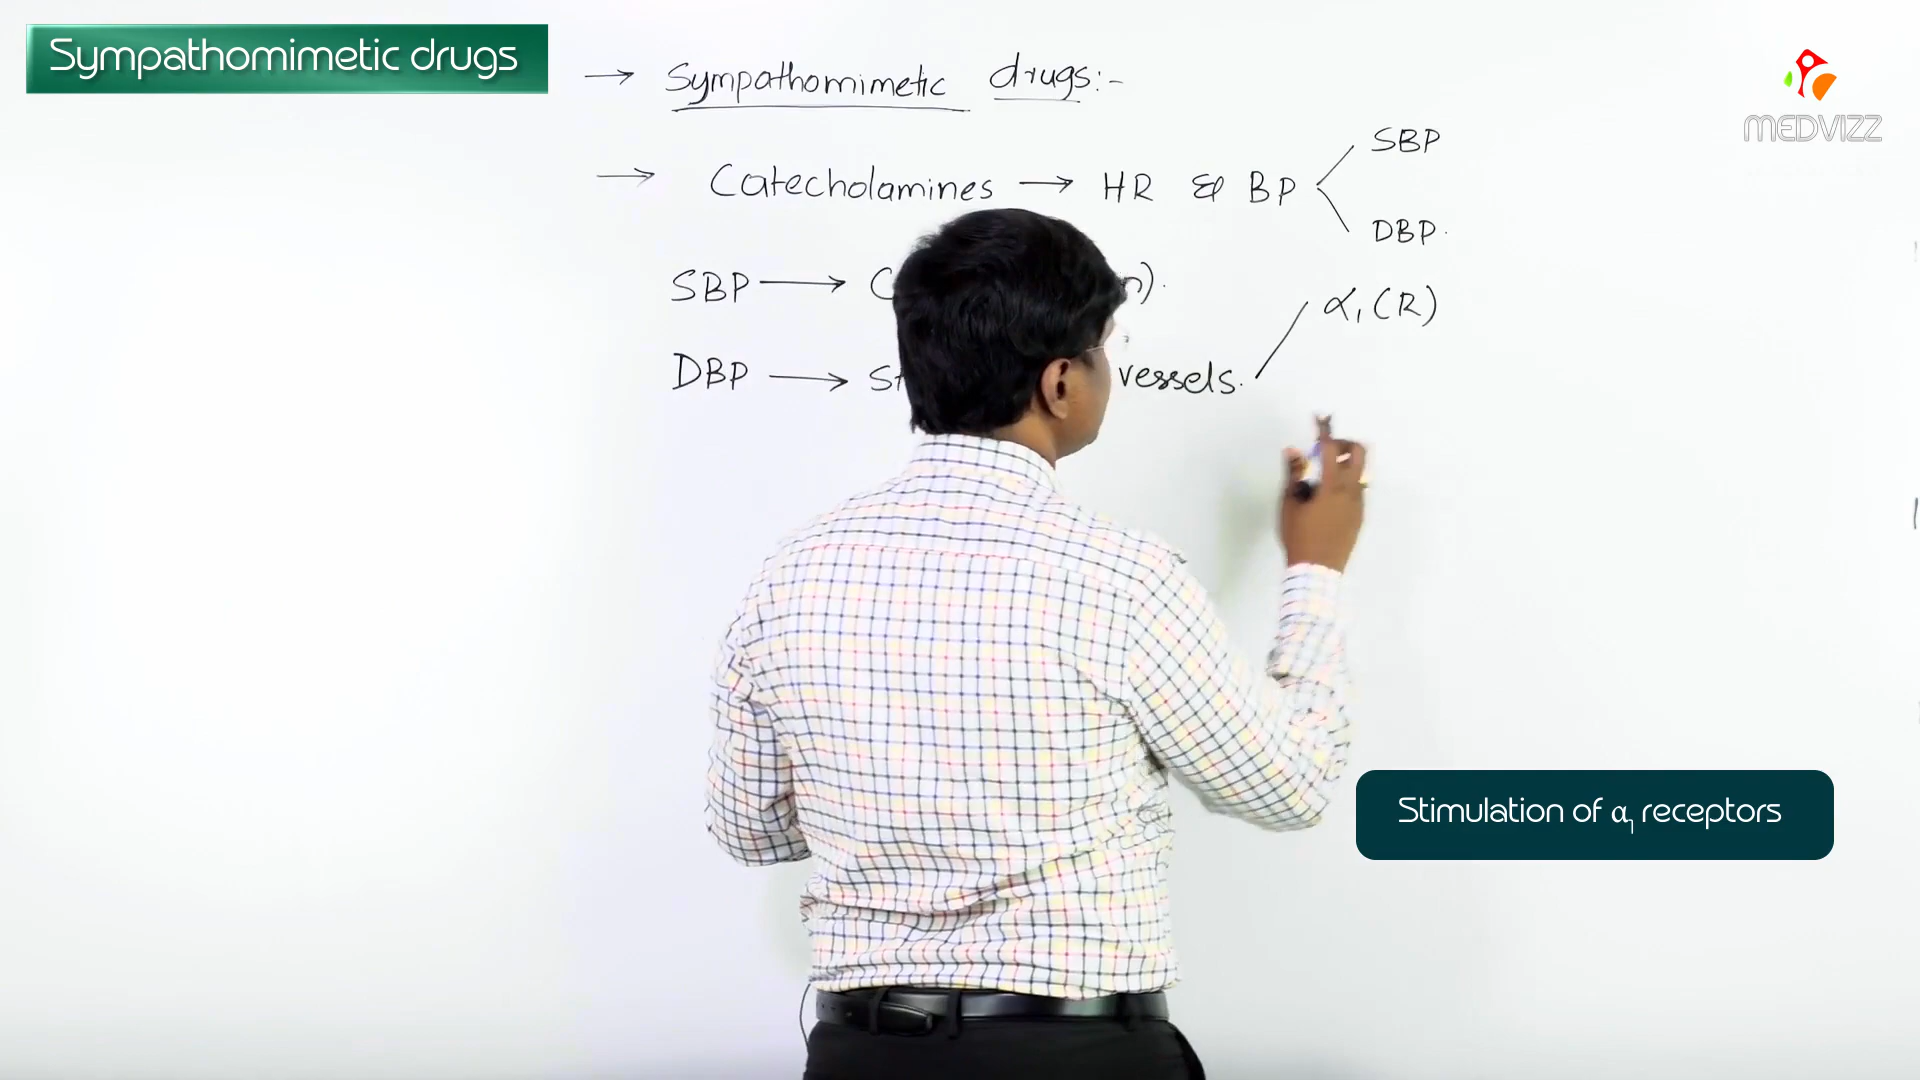 Sympathomimetic drugs
→ Sympathomimetic drugs:-
MEDVIZZ
→ Catecholamines → HR & BP
SBP
DBP.
SBP →
DBP → vessels.
α₁ (R)
Stimulation of α₁ receptors